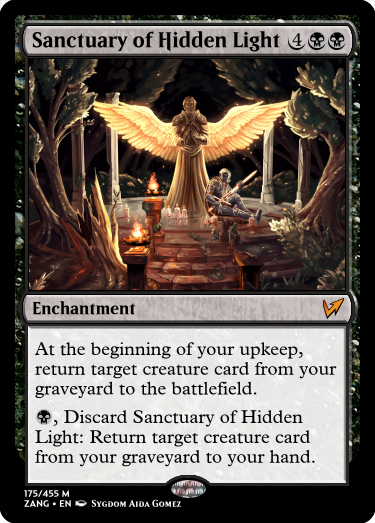 Sanctuary of Hidden Light 4
Enchantment
At the beginning of your upkeep,
return target creature card from your
graveyard to the battlefield.
, Discard Sanctuary of Hidden
Light: Return target creature card
from your graveyard to your hand.
175/455 M
ZANG • EN Sygdom Aida Gomez